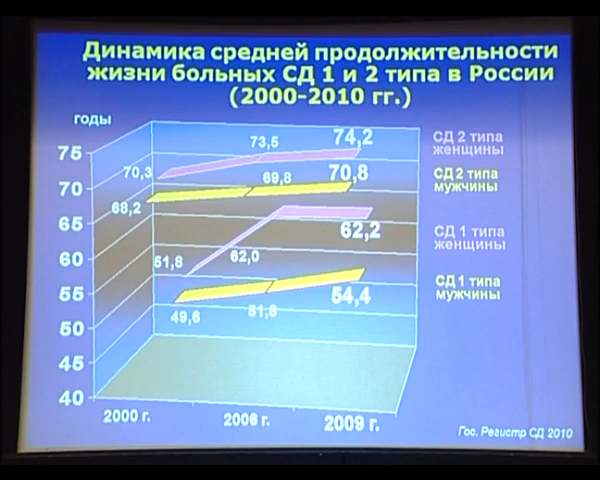 Динамика средней продолжительности
жизни больных СД 1 и 2 типа в России
(2000-2010 гг.)
годы
75
70
65
60
55
50
45
40
70,3
73,5
74,2
68,2
69,8
70,8
51,8
62,0
62,2
49,6
51,8
54,4
СД 2 типа
женщины
СД 2 типа
мужчины
СД 1 типа
женщины
СД 1 типа
мужчины
2000 г.
2006 г.
2009 г.
Гос. Регистр СД 2010